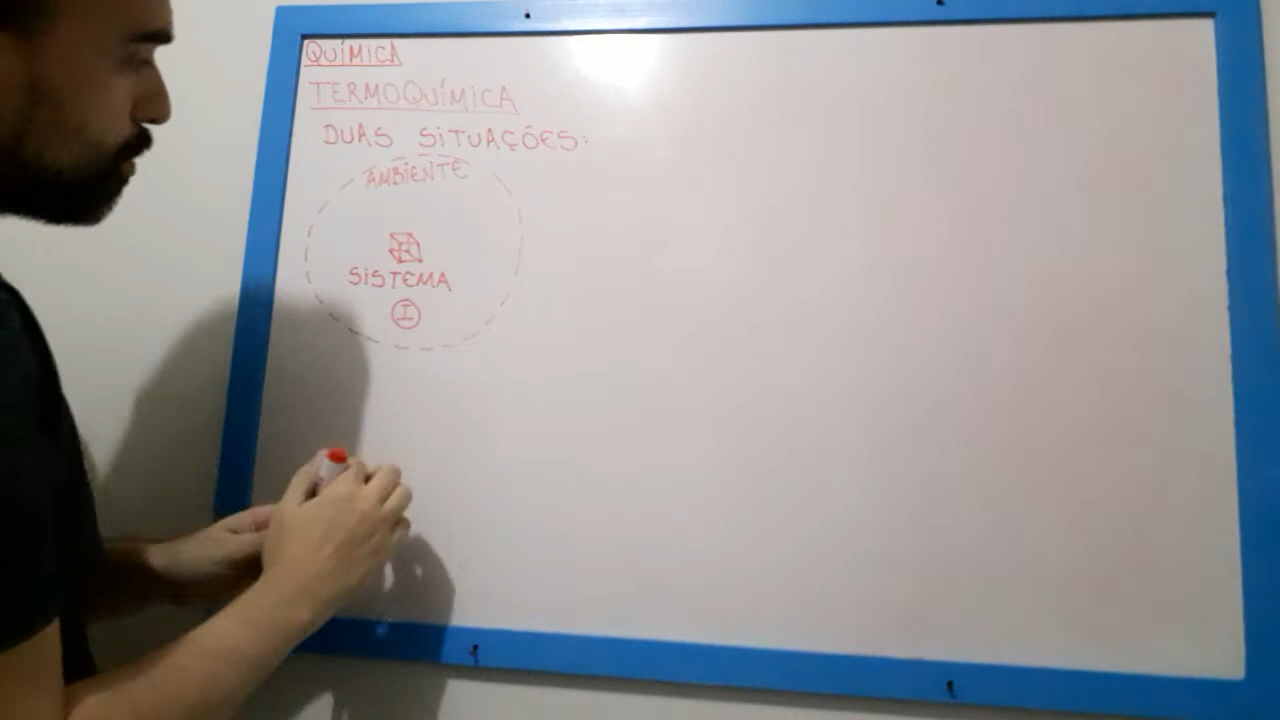 QUÍMICA
TERMOQUÍMICA
DUAS SITUAÇÕES:
AMBIENTE
SISTEMA
I